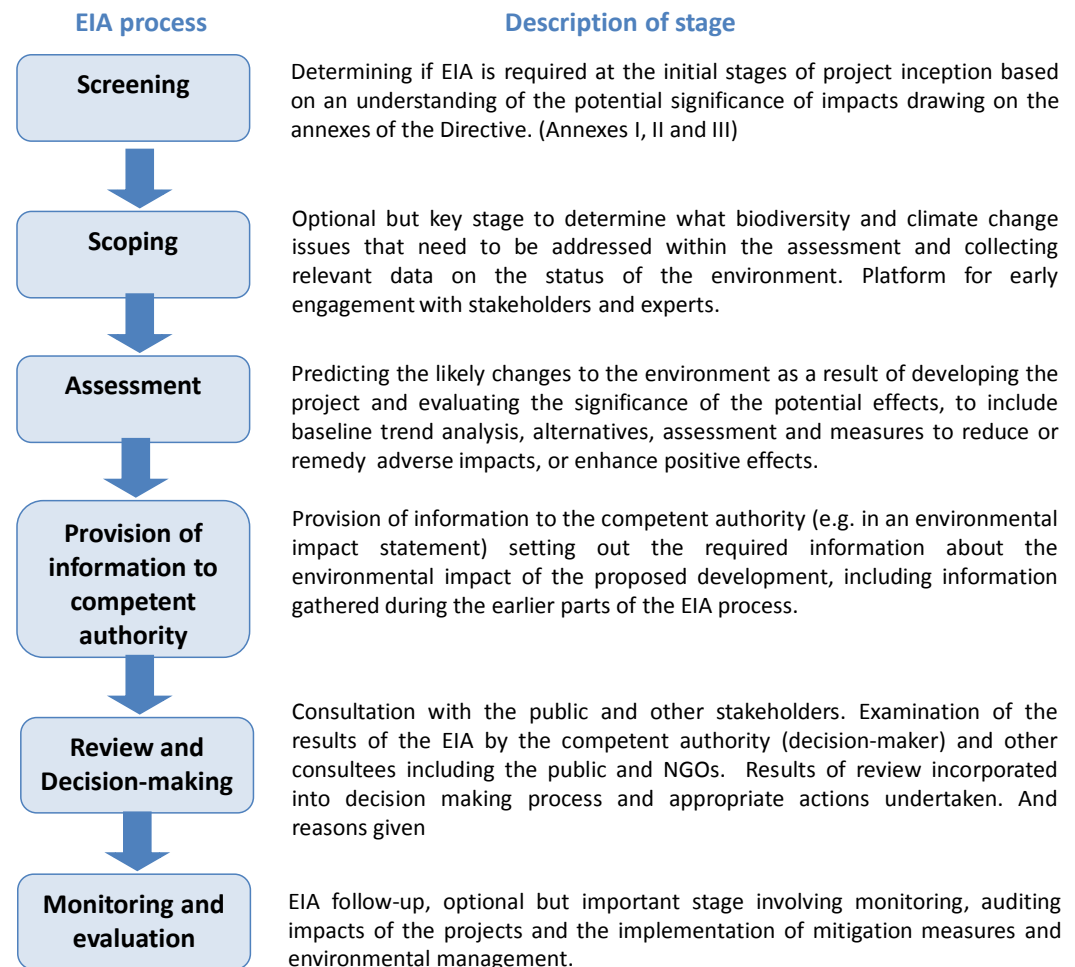 EIA process
Description of stage
Screening
Determining if EIA is required at the initial stages of project inception based
on an understanding of the potential significance of impacts drawing on the
annexes of the Directive. (Annexes I, II and III)
Scoping
Optional but key stage to determine what biodiversity and climate change
issues that need to be addressed within the assessment and collecting
relevant data on the status of the environment. Platform for early
engagement with stakeholders and experts.
Assessment
Predicting the likely changes to the environment as a result of developing the
project and evaluating the significance of the potential effects, to include
baseline trend analysis, alternatives, assessment and measures to reduce or
remedy adverse impacts, or enhance positive effects.
Provision of
information to
competent
authority
Provision of information to the competent authority (e.g. in an environmental
impact statement) setting out the required information about the
environmental impact of the proposed development, including information
gathered during the earlier parts of the EIA process.
Review and
Decision-making
Consultation with the public and other stakeholders. Examination of the
results of the EIA by the competent authority (decision-maker) and other
consultees including the public and NGOs. Results of review incorporated
into decision making process and appropriate actions undertaken. And
reasons given
Monitoring and
evaluation
EIA follow-up, optional but important stage involving monitoring, auditing
impacts of the projects and the implementation of mitigation measures and
environmental management.